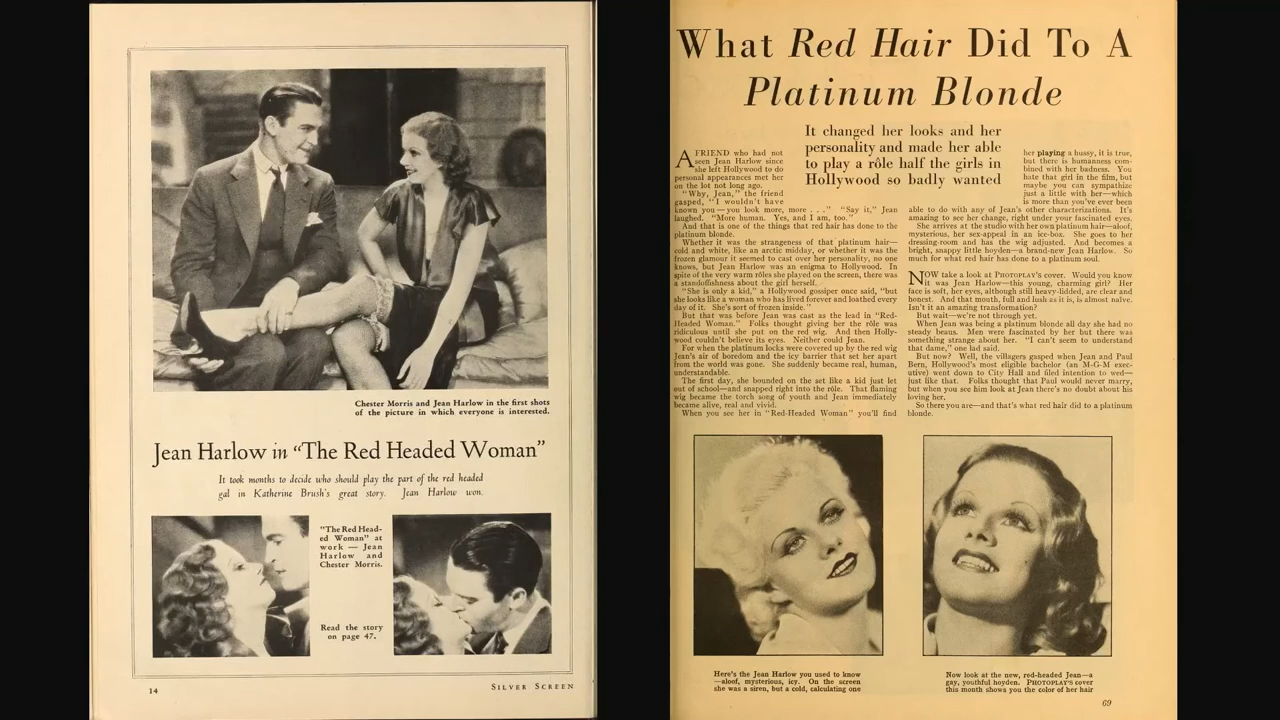 Chester Morris and Jean Harlow in the first shots
of the picture in which everyone is interested.
Jean Harlow in "The Red Headed Woman"
It took months to decide who should play the part of the red headed
gal in Katherine Brush's great story. Jean Harlow won.
"The Red Head-
ed Woman" at
work — Jean
Harlow and
Chester Morris.
Read the story
on page 47.
14
SILVER SCREEN
What Red Hair Did To A
Platinum Blonde
It changed her looks and her
personality and made her able
to play a rôle half the girls in
Hollywood so badly wanted
A FRIEND who had not
seen Jean Harlow since
she left Hollywood to do
personal appearances met her
on the lot not long ago.
"Why, Jean," the friend
gasped, "I wouldn't have
known you—you look more, more . . ." "Say it," Jean
laughed. "More human. Yes, and I am, too."
And that is one of the things that red hair has done to the
platinum blonde.
Whether it was the strangeness of that platinum hair—
cold and white, like an arctic midday, or whether it was the
frozen glamour it seemed to cast over her personality, no one
knows, but Jean Harlow was an enigma to Hollywood. In
spite of the very warm rôles she played on the screen, there was
a standoffishness about the girl herself.
"She is only a kid," a Hollywood gossiper once said, "but
she looks like a woman who has lived forever and loathed every
day of it. She's sort of frozen inside."
But that was before Jean was cast as the lead in "Red-
Headed Woman." Folks thought giving her the rôle was
ridiculous until she put on the red wig. And then Holly-
wood couldn't believe its eyes. Neither could Jean.
For when the platinum locks were covered up by the red wig
Jean's air of boredom and the icy barrier that set her apart
from the world was gone. She suddenly became real, human,
understandable.
The first day, she bounded on the set like a kid just let
out of school—and snapped right into the rôle. That flaming
wig became the torch song of youth and Jean immediately
became alive, real and vivid.
When you see her in "Red-Headed Woman" you'll find
her playing a hussy, it is true,
but there is humanness com-
bined with her badness. You
hate that girl in the film, but
maybe you can sympathize
just a little with her—which
is more than you've ever been
able to do with any of Jean's other characterizations. It's
amazing to see her change, right under your fascinated eyes.
She arrives at the studio with her own platinum hair—aloof,
mysterious, her sex-appeal in an ice-box. She goes to her
dressing-room and has the wig adjusted. And becomes a
bright, snappy little hoyden—a brand-new Jean Harlow. So
much for what red hair has done to a platinum soul.
NOW take a look at PHOTOPLAY'S cover. Would you know
it was Jean Harlow—this young, charming girl? Her
face is soft, her eyes, although still heavy-lidded, are clear and
honest. And that mouth, full and lush as it is, is almost naïve.
Isn't it an amazing transformation?
But wait—we're not through yet.
When Jean was being a platinum blonde all day she had no
steady beaus. Men were fascinated by her but there was
something strange about her. "I can't seem to understand
that dame," one lad said.
But now? Well, the villagers gasped when Jean and Paul
Bern, Hollywood's most eligible bachelor (an M-G-M exec-
utive) went down to City Hall and filed intention to wed—
just like that. Folks thought that Paul would never marry,
but when you see him look at Jean there's no doubt about his
loving her.
So there you are—and that's what red hair did to a platinum
blonde.
Here's the Jean Harlow you used to know
—aloof, mysterious, icy. On the screen
she was a siren, but a cold, calculating one
Now look at the new, red-headed Jean—a
gay, youthful hoyden. PHOTOPLAY'S cover
this month shows you the color of her hair
69